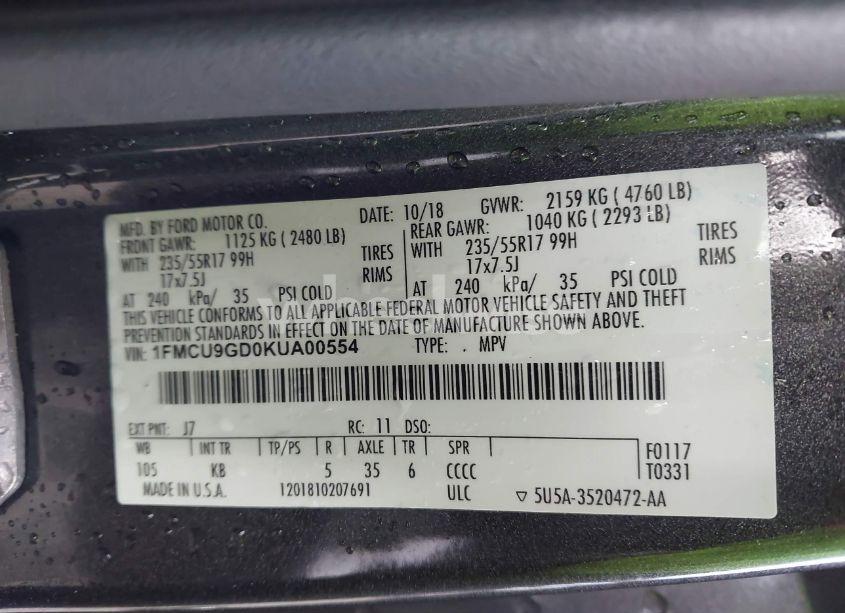 MFD. BY FORD MOTOR CO. DATE: 10/18 GVWR: 2159 KG ( 4760 LB)
FRONT GAWR: 1125 KG ( 2480 LB) REAR GAWR: 1040 KG ( 2293 LB)
WITH 235/55R17 99H TIRES WITH 235/55R17 99H TIRES
17x7.5J RIMS 17x7.5J RIMS
AT 240 kPa/ 35 PSI COLD AT 240 kPa/ 35 PSI COLD
THIS VEHICLE CONFORMS TO ALL APPLICABLE FEDERAL MOTOR VEHICLE SAFETY AND THEFT
PREVENTION STANDARDS IN EFFECT ON THE DATE OF MANUFACTURE SHOWN ABOVE.
VIN: 1FMCU9GD0KUA00554 TYPE: . MPV
EXT PNT: J7 RC: 11 DSO:
WB INT TR TP/PS R AXLE TR SPR F0117
105 KB 5 35 6 CCCC T0331
MADE IN U.S.A. 1201810207691 ULC ▽ 5U5A-3520472-AA